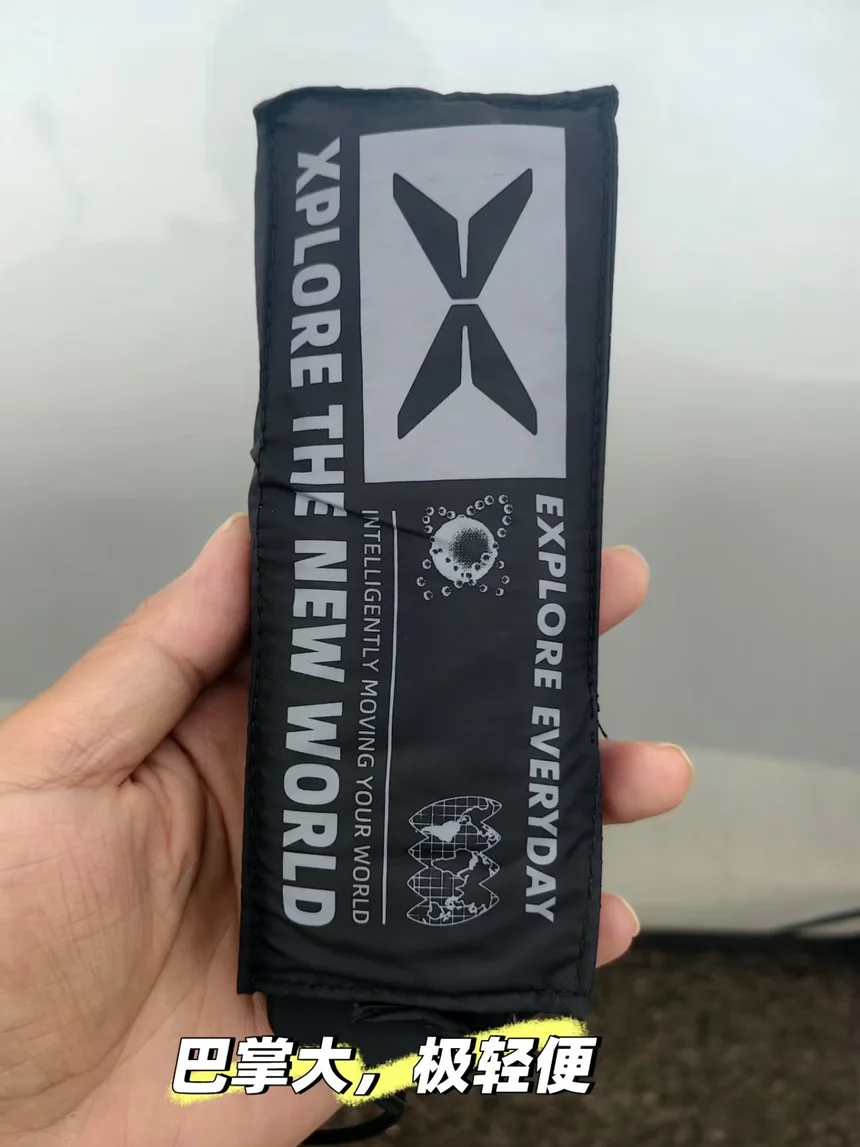 XPLORE THE NEW WORLD
INTELLIGENTLY MOVING YOUR WORLD
EXPLORE EVERYDAY
巴掌大，极轻便